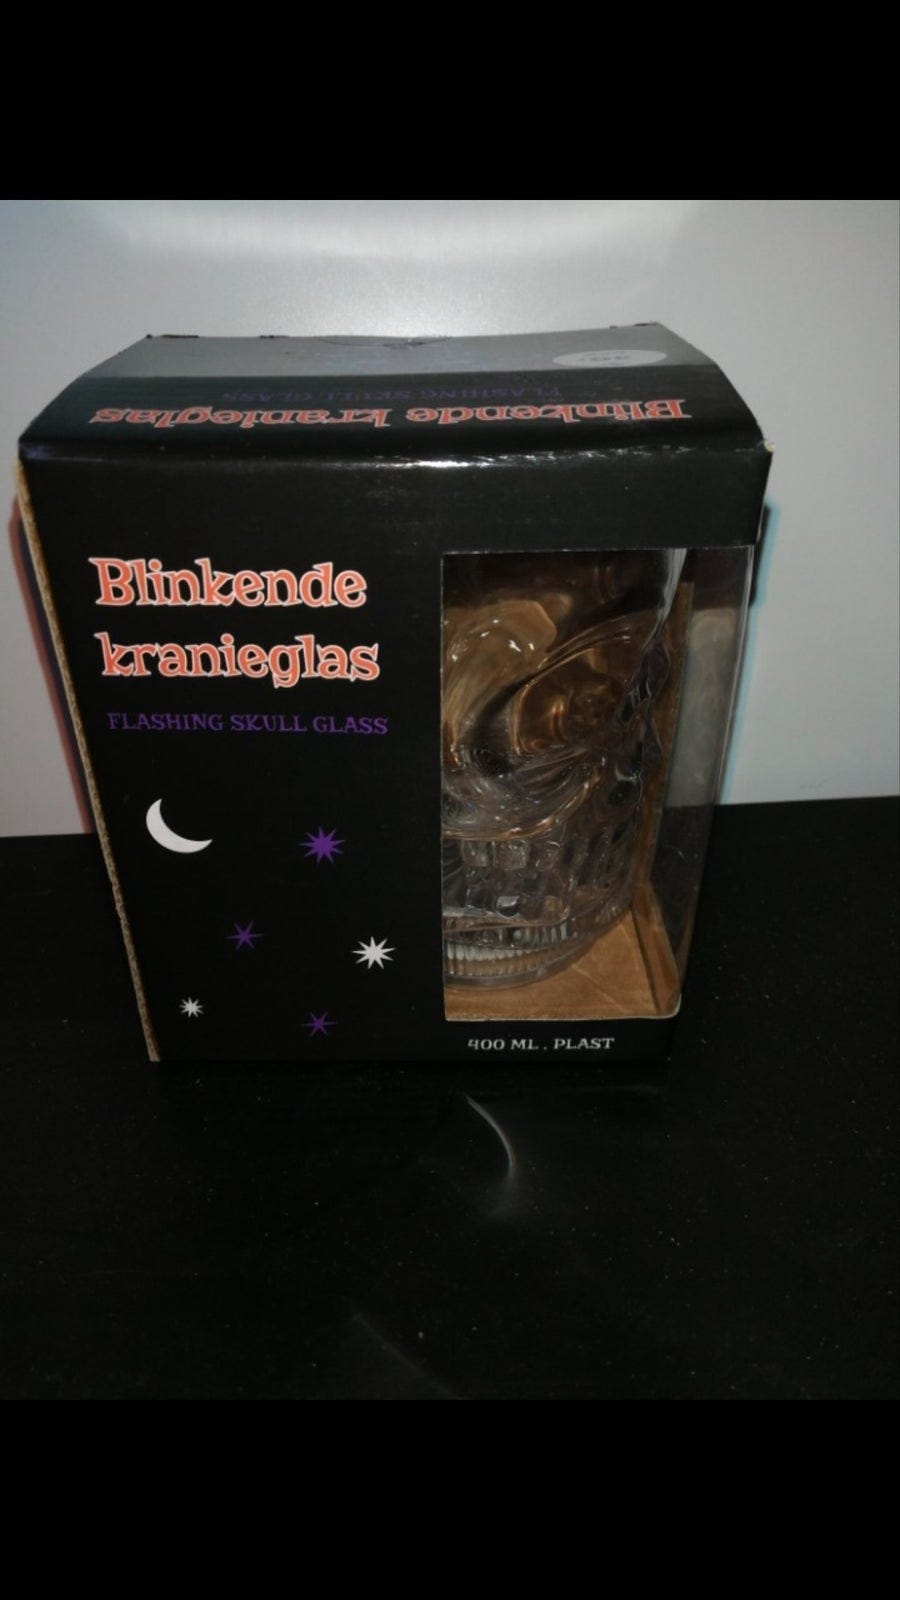 FLASHING SKULL GLASS
Blinkende kranieglas
Blinkende
kranieglas
FLASHING SKULL GLASS
400 ML . PLAST